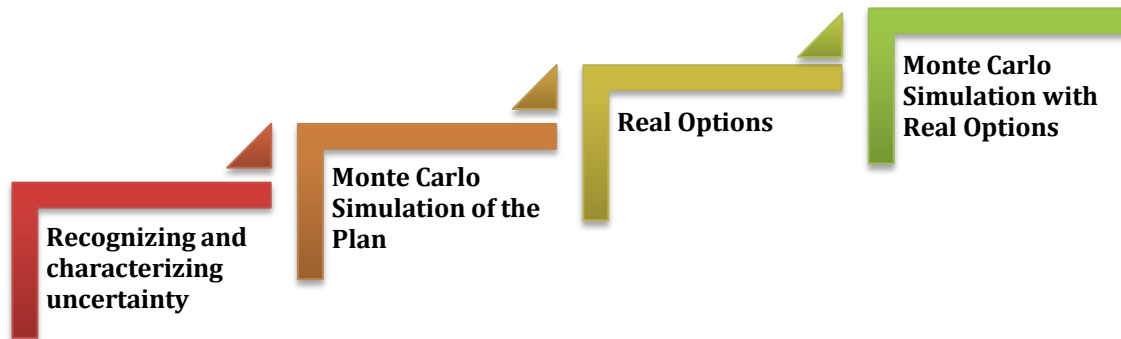 Recognizing and
characterizing
uncertainty
Monte Carlo
Simulation of the
Plan
Real Options
Monte Carlo
Simulation with
Real Options